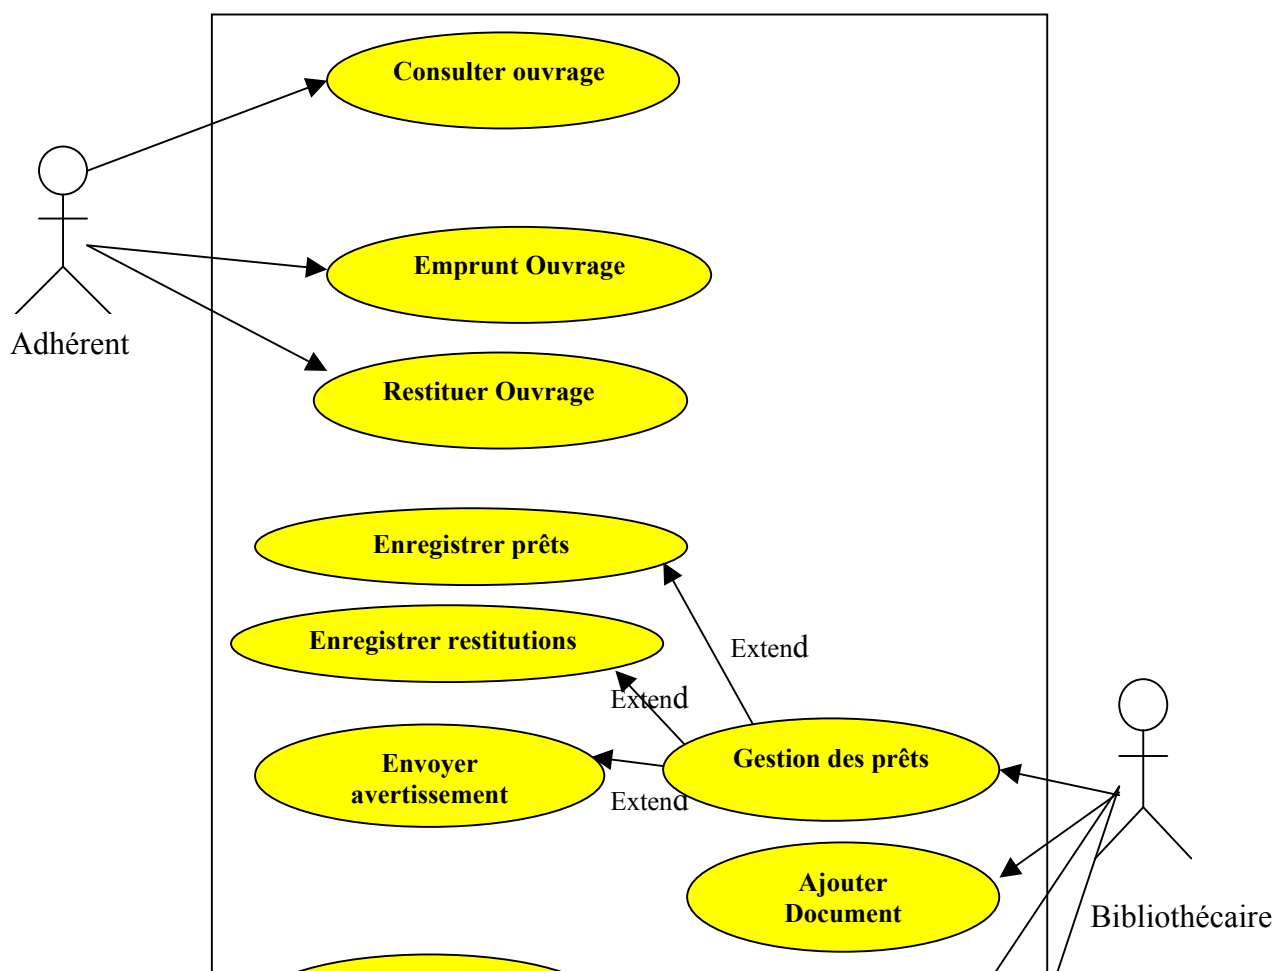 Consulter ouvrage
Emprunt Ouvrage
Adhérent
Restituer Ouvrage
Enregistrer prêts
Enregistrer restitutions
Extend
Extend
Envoyer
avertissement
Gestion des prêts
Extend
Ajouter
Document
Bibliothécaire